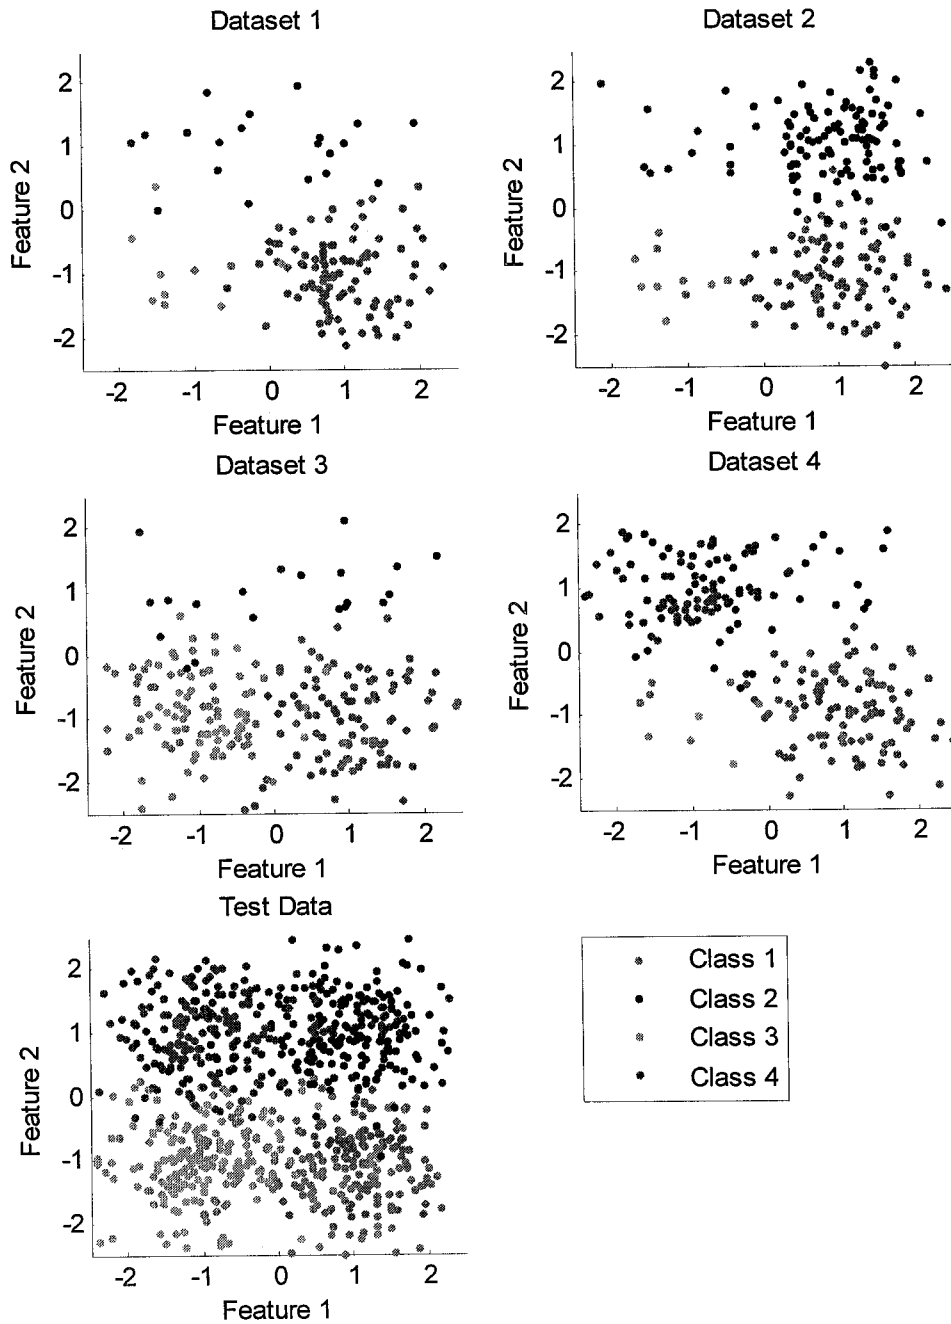 Dataset 1
2
1
0
-1
-2
Feature 2
-2
-1
0
1
2
Feature 1
Dataset 2
2
1
0
-1
-2
Feature 2
-2
-1
0
1
2
Feature 1
Dataset 3
2
1
0
-1
-2
Feature 2
-2
-1
0
1
2
Feature 1
Dataset 4
2
1
0
-1
-2
Feature 2
-2
-1
0
1
2
Feature 1
Test Data
2
1
0
-1
-2
Feature 2
-2
-1
0
1
2
Feature 1
Class 1
Class 2
Class 3
Class 4